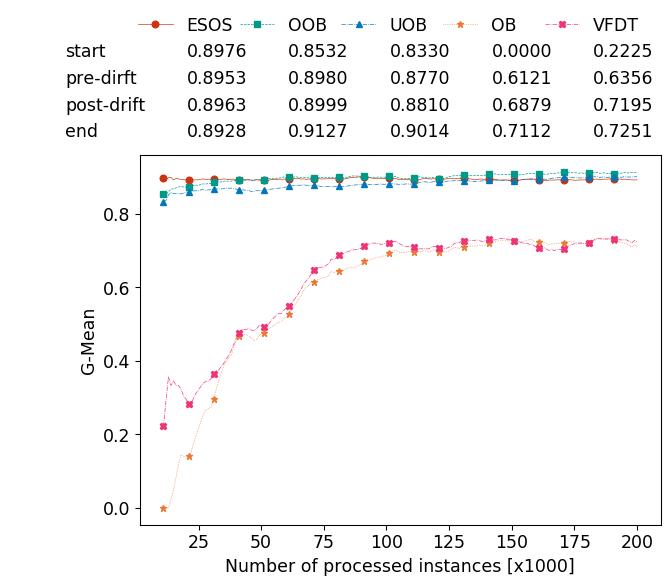 ESOS OOB UOB OB VFDT
start 0.8976 0.8532 0.8330 0.0000 0.2225
pre-dirft 0.8953 0.8980 0.8770 0.6121 0.6356
post-drift 0.8963 0.8999 0.8810 0.6879 0.7195
end 0.8928 0.9127 0.9014 0.7112 0.7251
0.8
0.6
0.4
0.2
0.0
G-Mean
25 50 75 100 125 150 175 200
Number of processed instances [x1000]